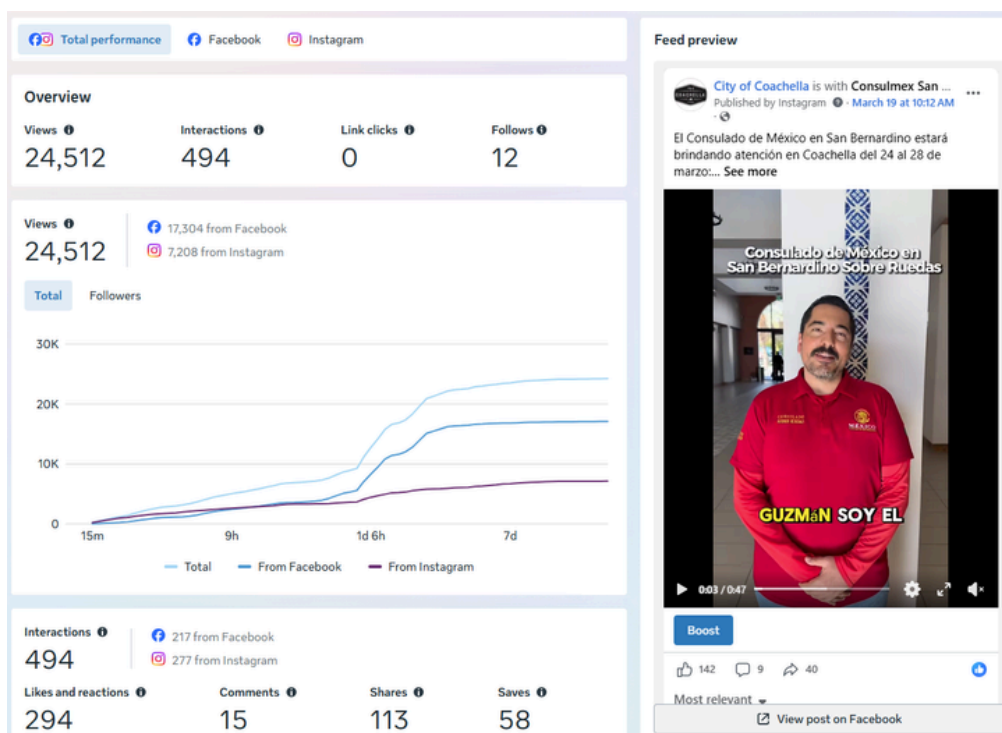 Total performance
Facebook
Instagram
Overview
Views
Interactions
Link clicks
Follows
24,512
494
0
12
Views
24,512
17,304 from Facebook
7,208 from Instagram
Total
Followers
30K
20K
10K
0
15m
9h
1d 6h
7d
Total
From Facebook
From Instagram
Interactions
494
217 from Facebook
277 from Instagram
Likes and reactions
Comments
Shares
Saves
294
15
113
58
Feed preview
COACHELLA
City of Coachella is with Consulmex San ...
Published by Instagram · March 19 at 10:12 AM
·
El Consulado de México en San Bernardino estará
brindando atención en Coachella del 24 al 28 de
marzo:... See more
Consulado de México en
San Bernardino Sobre Ruedas
MÉXICO
GUZMáN SOY EL
0:03 / 0:47
Boost
142
9
40
Most relevant
View post on Facebook